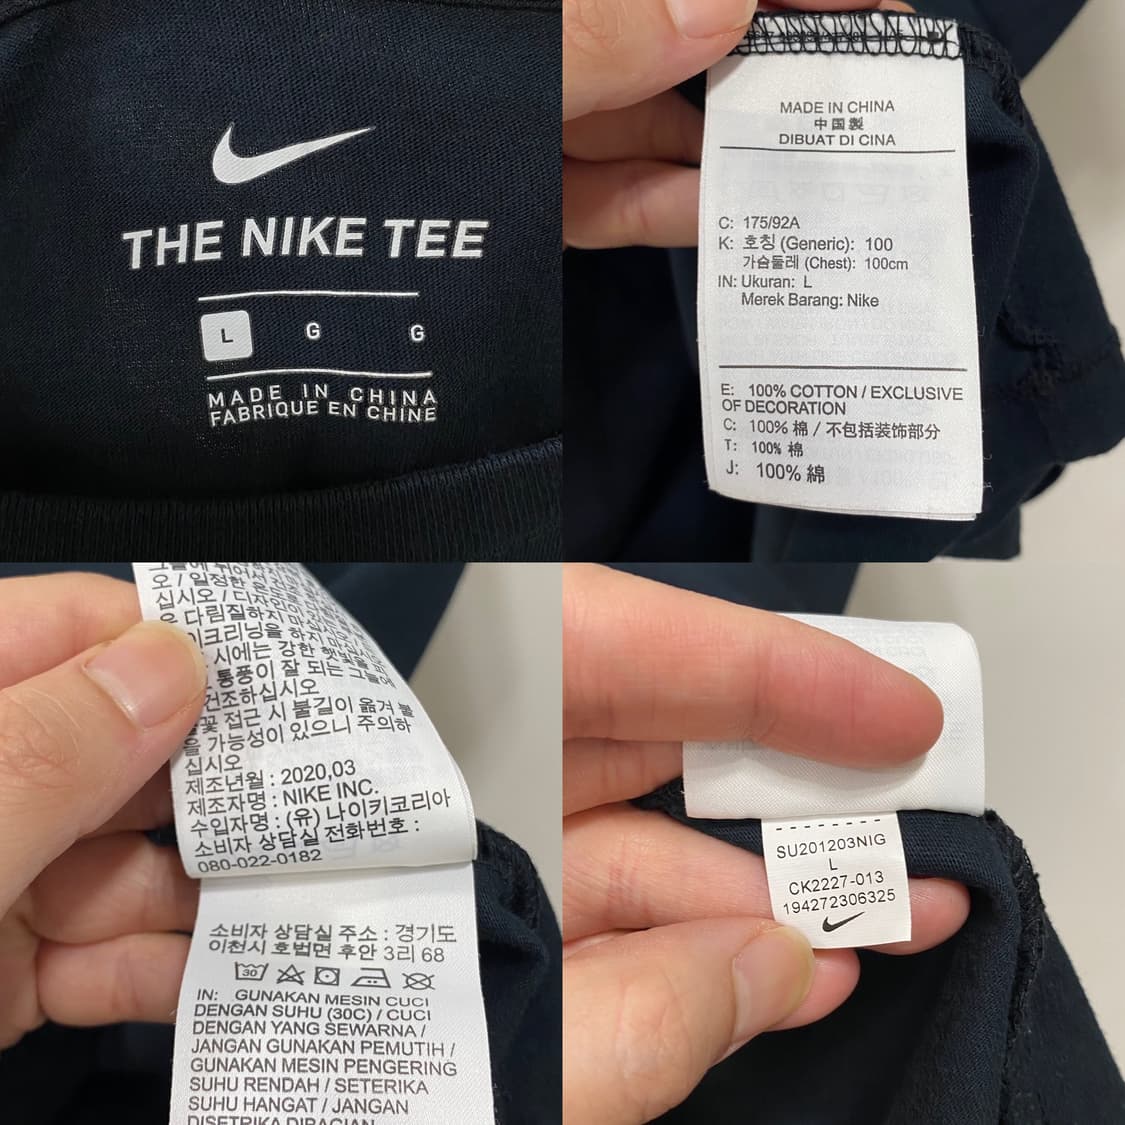 THE NIKE TEE
L G G
MADE IN CHINA
FABRIQUE EN CHINE
MADE IN CHINA
中国製
DIBUAT DI CINA
C: 175/92A
K: 호칭 (Generic): 100
가슴둘레 (Chest): 100cm
IN: Ukuran: L
Merek Barang: Nike
E: 100% COTTON / EXCLUSIVE
OF DECORATION
C: 100% 棉 / 不包括装饰部分
T: 100% 棉
J: 100% 綿
오 / 일정한
십시오 / 디자인
은 다림질하지
시에는 강한 햇빛을
통풍이 잘 되는 그늘에
건조하십시오
불꽃 접근 시 불길이 옮겨 붙
을 가능성이 있으니 주의하
십시오
제조년월 : 2020,03
제조자명 : NIKE INC.
수입자명 : (유) 나이키코리아
소비자 상담실 전화번호 :
080-022-0182
소비자 상담실 주소 : 경기도
이천시 호법면 후안 3리 68
30
IN: GUNAKAN MESIN CUCI
DENGAN SUHU (30C) / CUCI
DENGAN YANG SEWARNA /
JANGAN GUNAKAN PEMUTIH /
GUNAKAN MESIN PENGERING
SUHU RENDAH / SETERIKA
SUHU HANGAT / JANGAN
DISETRIKA DIBAGIAN
SU201203NIG
L
CK2227-013
194272306325